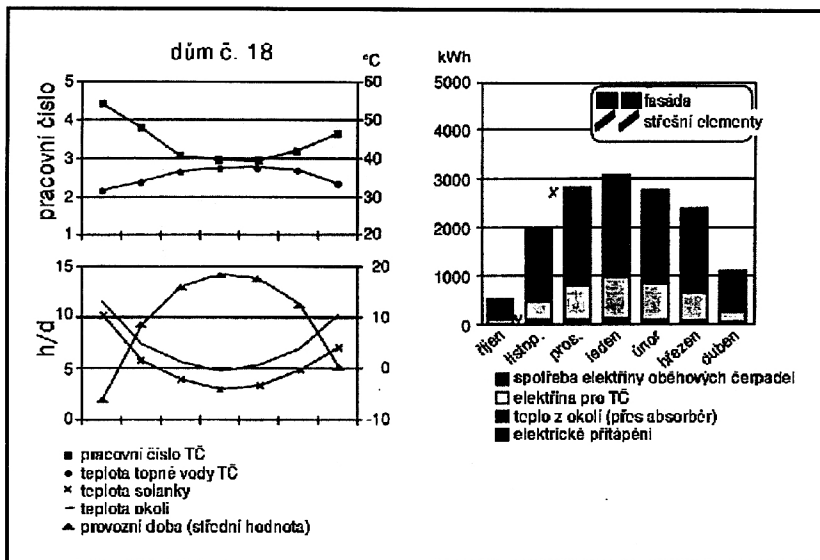 dům č. 18
°C
pracovní číslo
5
4
3
2
1
60
50
40
30
20
h/d
15
10
5
0
20
10
0
-10
pracovní číslo TČ
teplota topné vody TČ
teplota solanky
teplota okolí
provozní doba (střední hodnota)
kWh
5000
4000
3000
2000
1000
0
fasáda
střešní elementy
říjen
listop.
pros.
leden
únor
březen
duben
spotřeba elektřiny oběhových čerpadel
elektřina pro TČ
teplo z okolí (přes absorbér)
elektrické přitápění